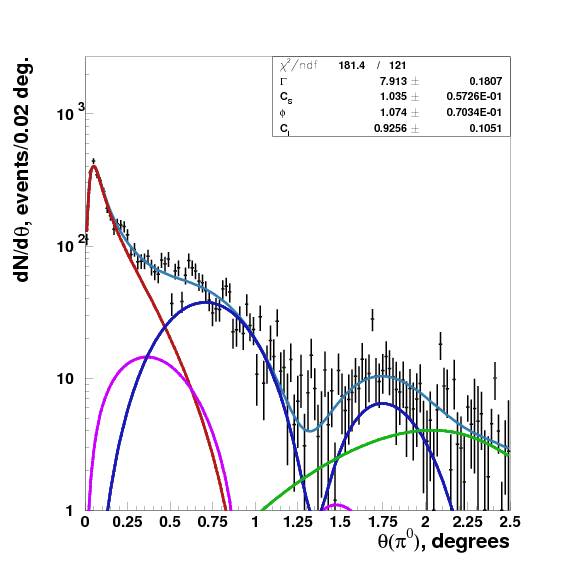 χ²/ndf 181.4 / 121
Γ 7.913 ± 0.1807
Cs 1.035 ± 0.5726E-01
ϕ 1.074 ± 0.7034E-01
CI 0.9256 ± 0.1051
dN/dθ, events/0.02 deg.
10³
10²
10
1
0 0.25 0.5 0.75 1 1.25 1.5 1.75 2 2.25 2.5
θ(π⁰), degrees